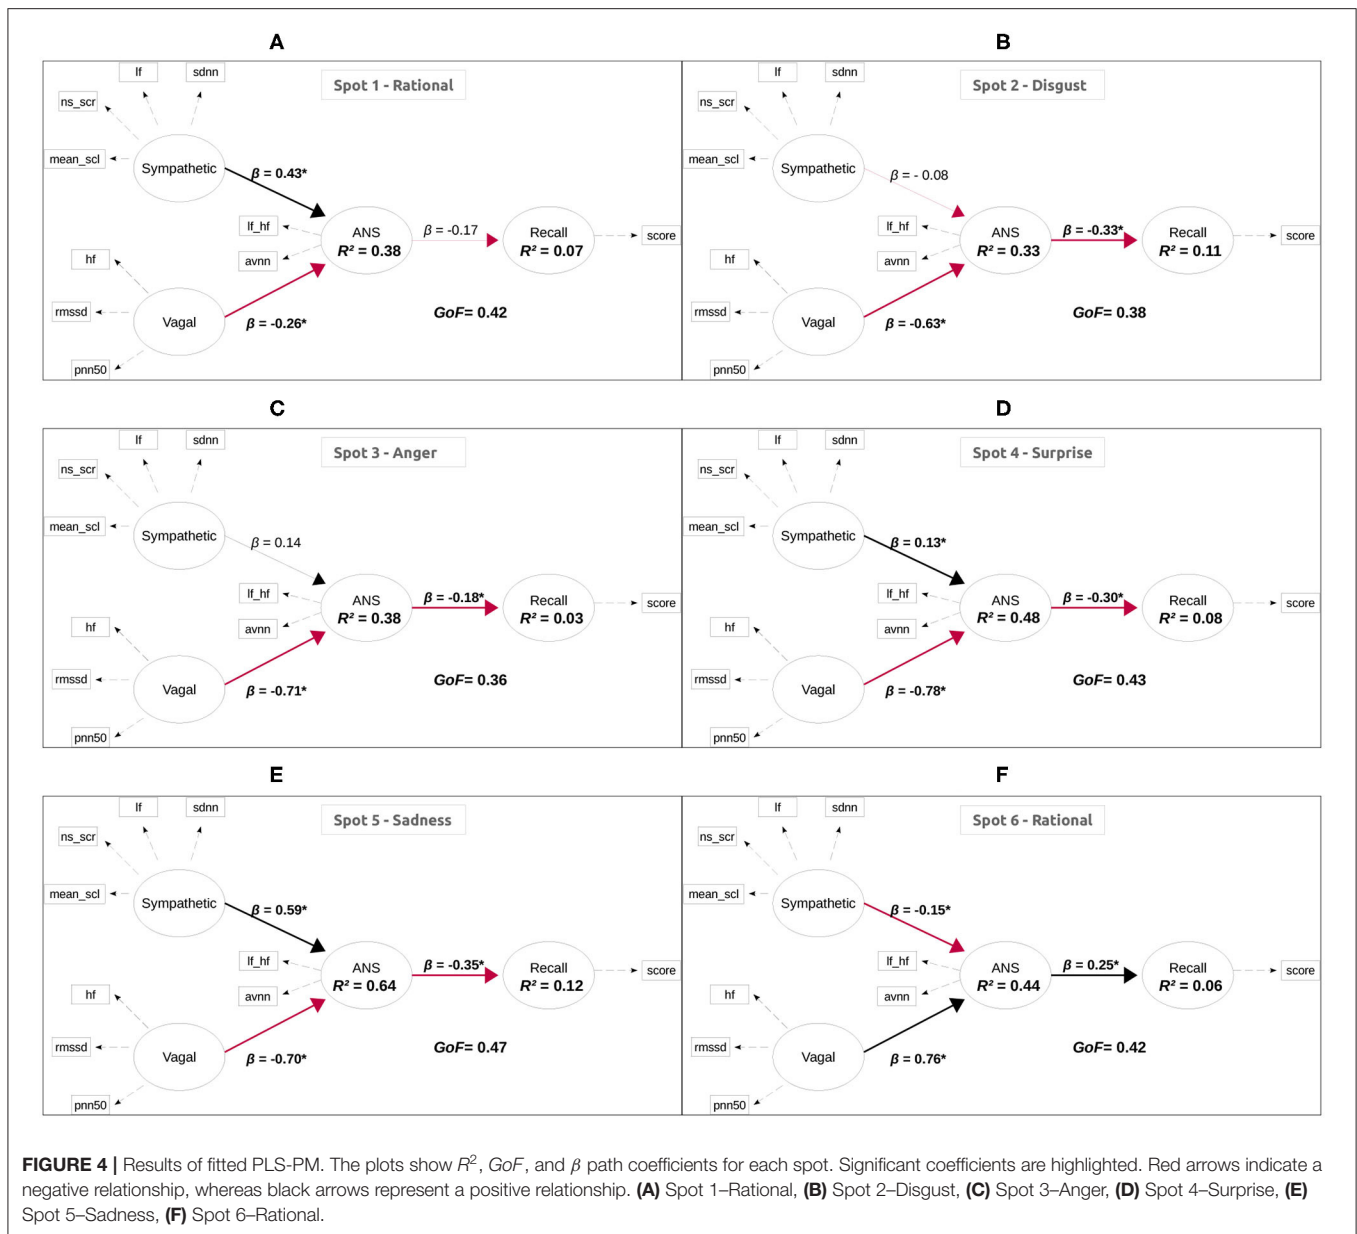 A
lf
sdnn
Spot 1 - Rational
ns_scr
mean_scl
Sympathetic
β = 0.43*
lf_hf
ANS
R² = 0.38
β = -0.17
Recall
R² = 0.07
score
avnn
hf
rmssd
Vagal
β = -0.26*
GoF= 0.42
pnn50
B
lf
sdnn
Spot 2 - Disgust
ns_scr
mean_scl
Sympathetic
β = - 0.08
lf_hf
ANS
R² = 0.33
β = -0.33*
Recall
R² = 0.11
score
avnn
hf
rmssd
Vagal
β = -0.63*
GoF= 0.38
pnn50
C
lf
sdnn
Spot 3 - Anger
ns_scr
mean_scl
Sympathetic
β = 0.14
lf_hf
ANS
R² = 0.38
β = -0.18*
Recall
R² = 0.03
score
avnn
hf
rmssd
Vagal
β = -0.71*
GoF= 0.36
pnn50
D
lf
sdnn
Spot 4 - Surprise
ns_scr
mean_scl
Sympathetic
β = 0.13*
lf_hf
ANS
R² = 0.48
β = -0.30*
Recall
R² = 0.08
score
avnn
hf
rmssd
Vagal
β = -0.78*
GoF= 0.43
pnn50
E
lf
sdnn
Spot 5 - Sadness
ns_scr
mean_scl
Sympathetic
β = 0.59*
lf_hf
ANS
R² = 0.64
β = -0.35*
Recall
R² = 0.12
score
avnn
hf
rmssd
Vagal
β = -0.70*
GoF= 0.47
pnn50
F
lf
sdnn
Spot 6 - Rational
ns_scr
mean_scl
Sympathetic
β = -0.15*
lf_hf
ANS
R² = 0.44
β = 0.25*
Recall
R² = 0.06
score
avnn
hf
rmssd
Vagal
β = 0.76*
GoF= 0.42
pnn50
FIGURE 4 | Results of fitted PLS-PM. The plots show R², GoF, and β path coefficients for each spot. Significant coefficients are highlighted. Red arrows indicate a
negative relationship, whereas black arrows represent a positive relationship. (A) Spot 1–Rational, (B) Spot 2–Disgust, (C) Spot 3–Anger, (D) Spot 4–Surprise, (E)
Spot 5–Sadness, (F) Spot 6–Rational.